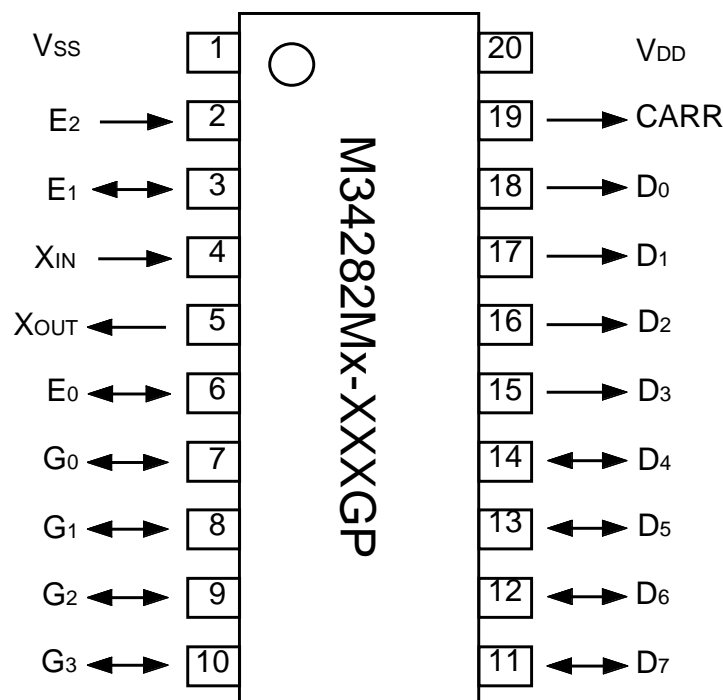 VSS 1 20 VDD
E2 2 19 CARR
E1 3 18 D0
XIN 4 17 D1
XOUT 5 16 D2
E0 6 15 D3
G0 7 14 D4
G1 8 13 D5
G2 9 12 D6
G3 10 11 D7
M34282Mx-XXXGP